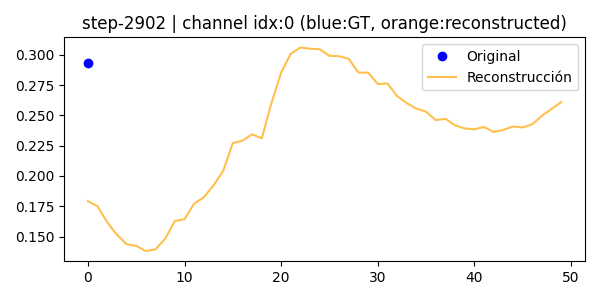 step-2902 | channel idx:0 (blue:GT, orange:reconstructed)
0.300
0.275
0.250
0.225
0.200
0.175
0.150
Original
Reconstrucción
0 10 20 30 40 50